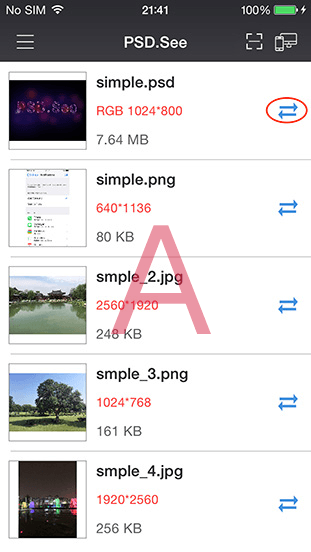 No SIM 21:41 100%
PSD.See
PSD.See
simple.psd
RGB 1024*800
7.64 MB
simple.png
640*1136
80 KB
A
smple_2.jpg
2560*1920
248 KB
smple_3.png
1024*768
161 KB
smple_4.jpg
1920*2560
256 KB